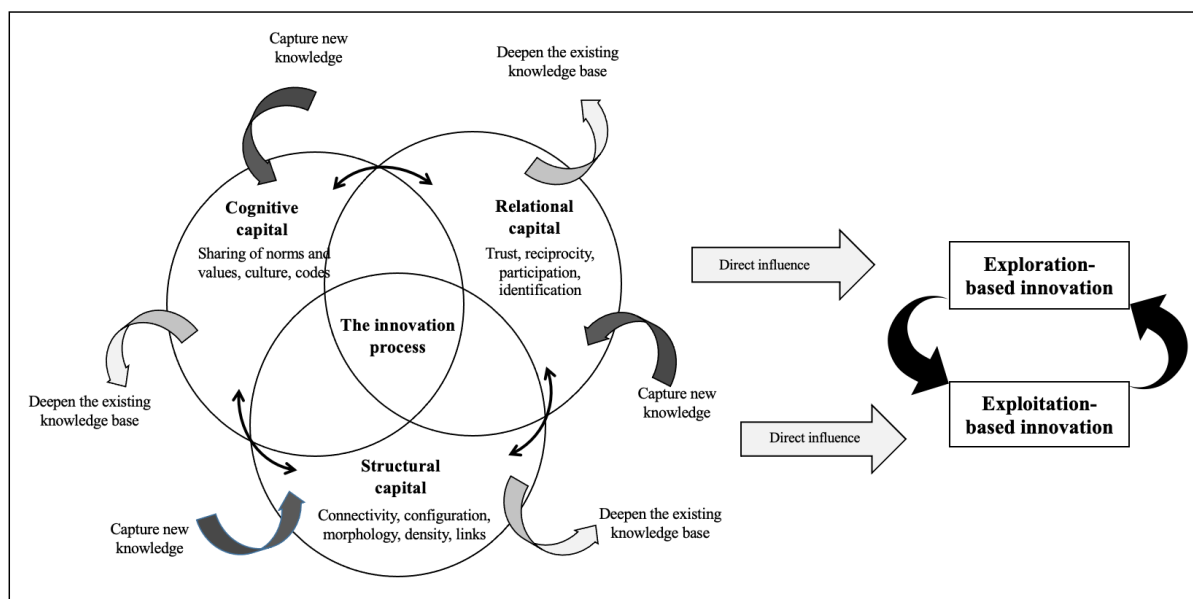 Capture new
knowledge
Deepen the existing
knowledge base
Cognitive
capital
Sharing of norms and
values, culture, codes
Relational
capital
Trust, reciprocity,
participation,
identification
The innovation
process
Deepen the existing
knowledge base
Capture new
knowledge
Structural
capital
Connectivity, configuration,
morphology, density, links
Capture new
knowledge
Deepen the existing
knowledge base
Direct influence
Direct influence
Exploration-
based innovation
Exploitation-
based innovation